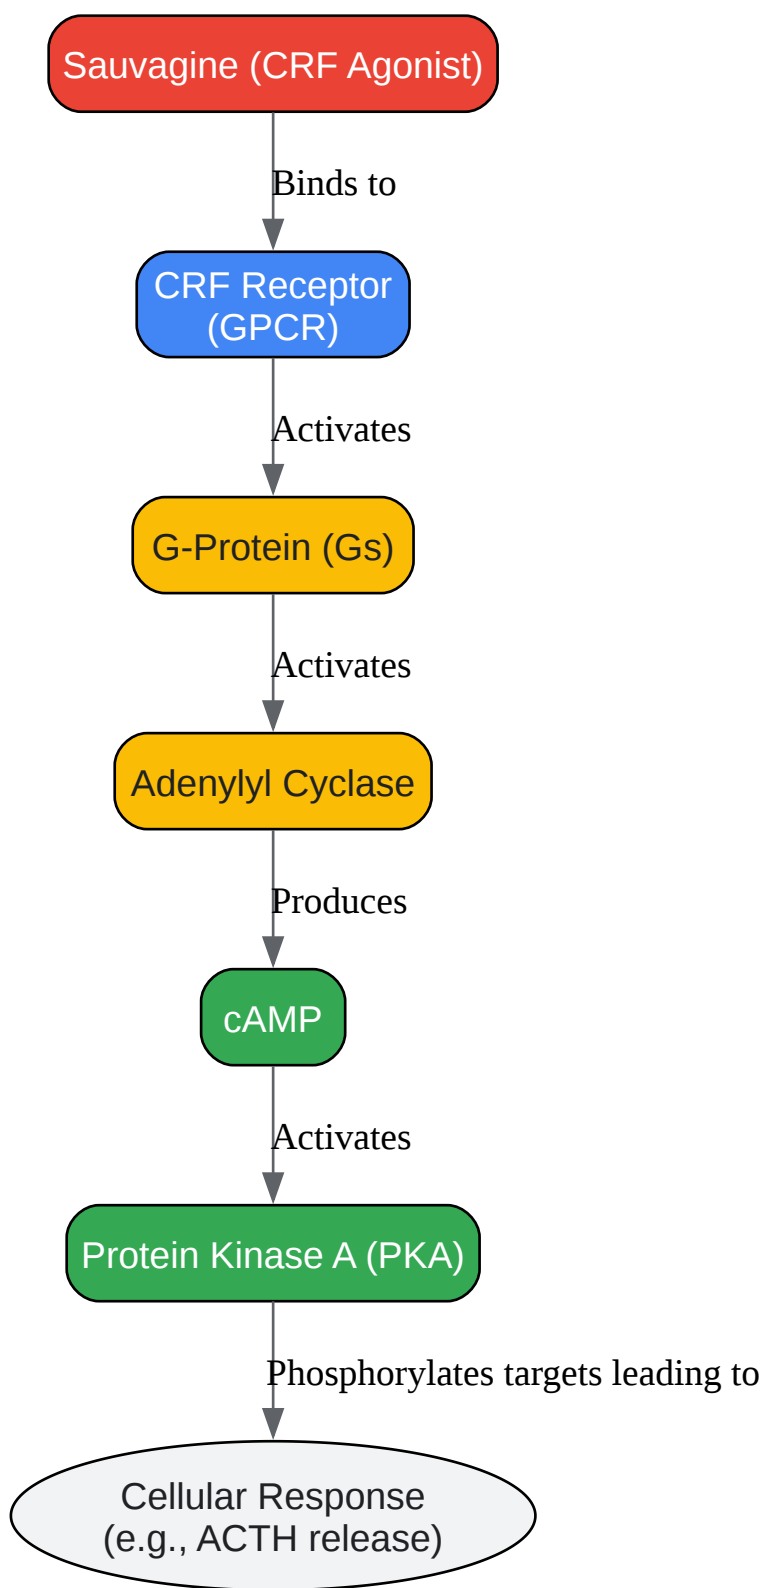 Sauvagine (CRF Agonist)
Binds to
CRF Receptor
(GPCR)
Activates
G-Protein (Gs)
Activates
Adenylyl Cyclase
Produces
cAMP
Activates
Protein Kinase A (PKA)
Phosphorylates targets leading to
Cellular Response
(e.g., ACTH release)